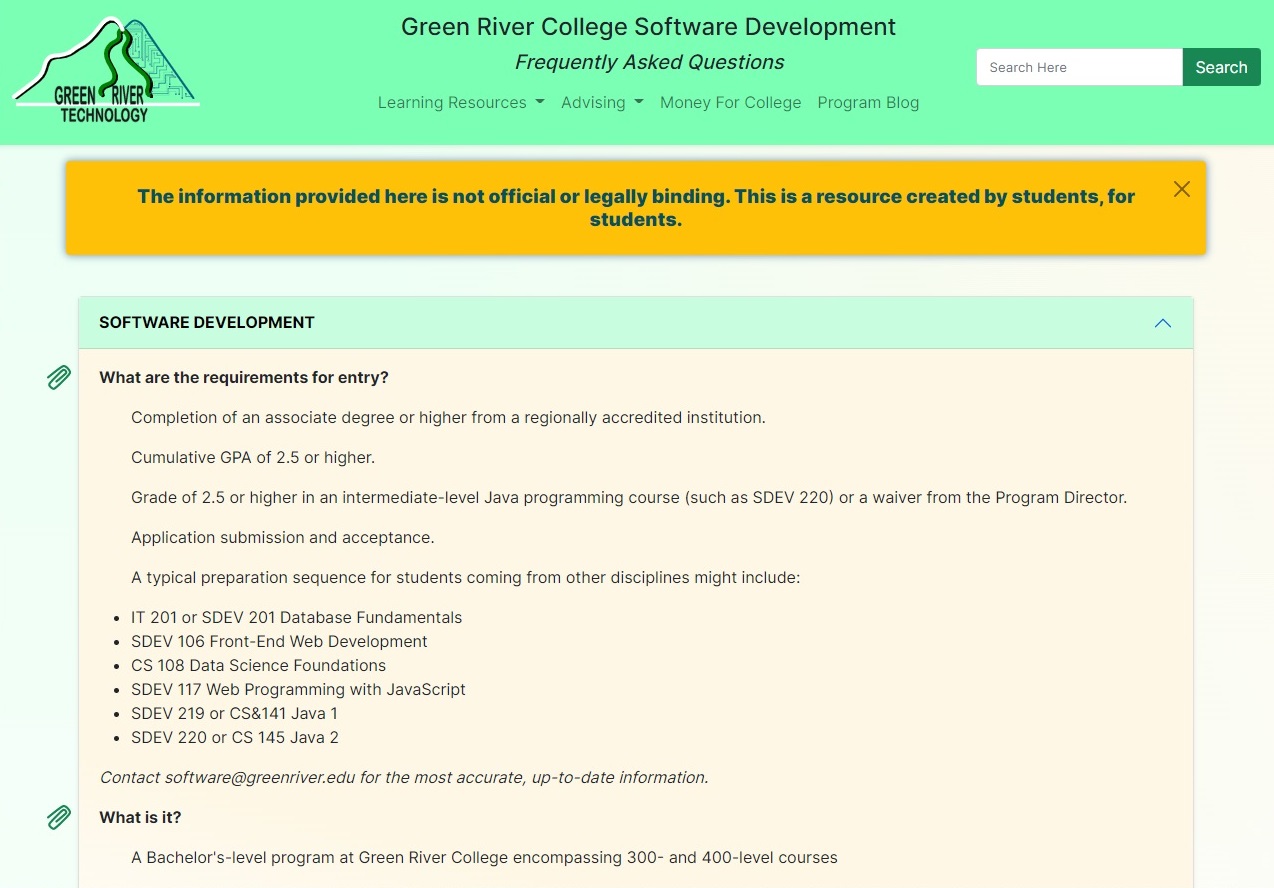 GREEN RIVER
TECHNOLOGY
Green River College Software Development
Frequently Asked Questions
Learning Resources Advising Money For College Program Blog
Search Here Search
The information provided here is not official or legally binding. This is a resource created by students, for
students.
SOFTWARE DEVELOPMENT
What are the requirements for entry?
Completion of an associate degree or higher from a regionally accredited institution.
Cumulative GPA of 2.5 or higher.
Grade of 2.5 or higher in an intermediate-level Java programming course (such as SDEV 220) or a waiver from the Program Director.
Application submission and acceptance.
A typical preparation sequence for students coming from other disciplines might include:
• IT 201 or SDEV 201 Database Fundamentals
• SDEV 106 Front-End Web Development
• CS 108 Data Science Foundations
• SDEV 117 Web Programming with JavaScript
• SDEV 219 or CS&141 Java 1
• SDEV 220 or CS 145 Java 2
Contact software@greenriver.edu for the most accurate, up-to-date information.
What is it?
A Bachelor's-level program at Green River College encompassing 300- and 400-level courses